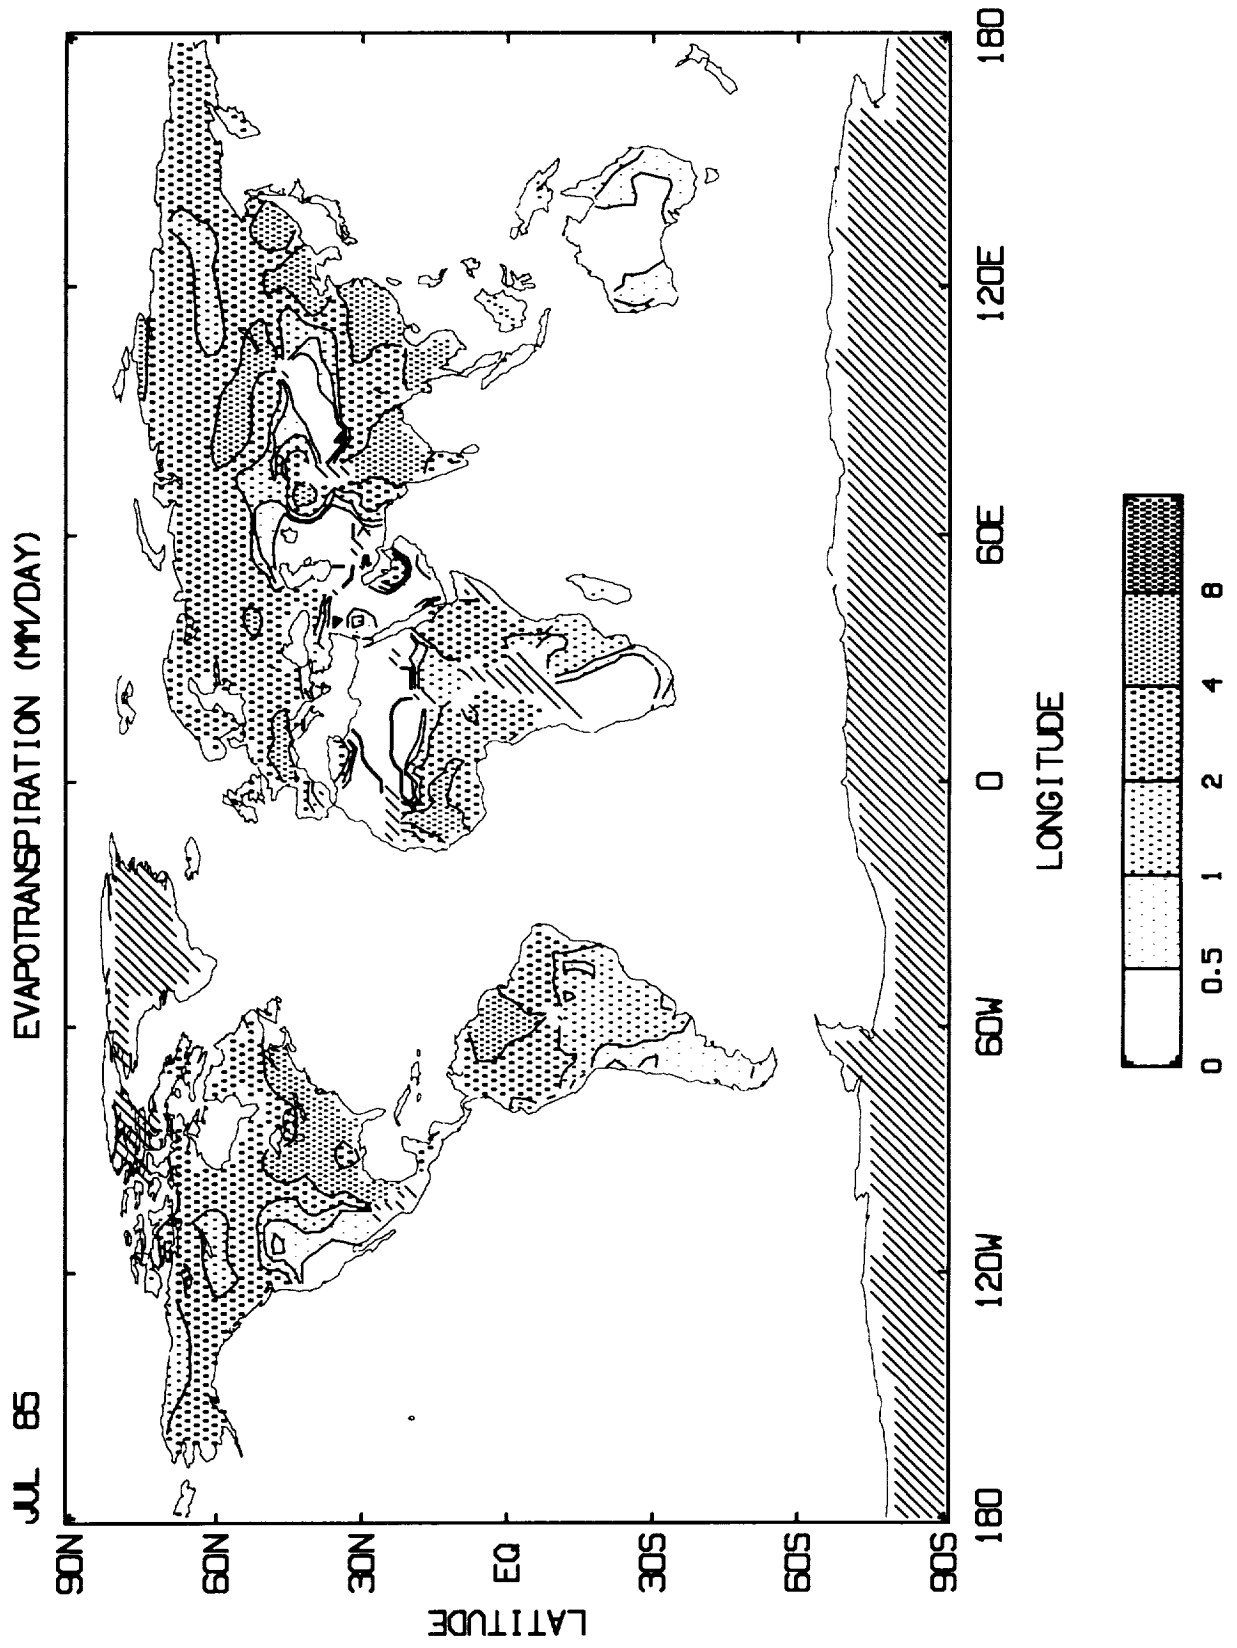 JUL 85 EVAPOTRANSPIRATION (MM/DAY)
90N
60N
30N
EQ
30S
60S
90S
LATITUDE
180 120W 60W 0 60E 120E 180
LONGITUDE
0 0.5 1 2 4 8